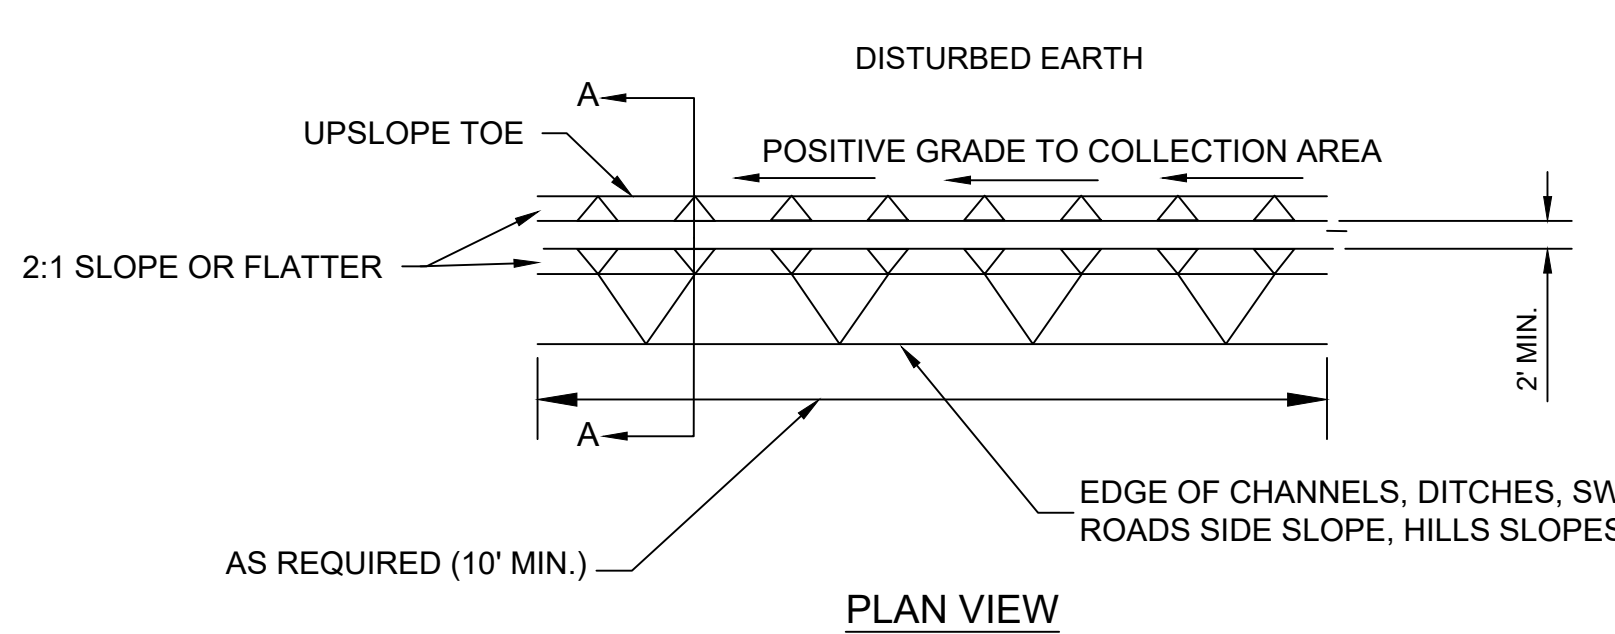 DISTURBED EARTH
A
UPSLOPE TOE
POSITIVE GRADE TO COLLECTION AREA
2:1 SLOPE OR FLATTER
2' MIN.
A
EDGE OF CHANNELS, DITCHES,
ROADS SIDE SLOPE, HILLS SLOPES
AS REQUIRED (10' MIN.)
PLAN VIEW